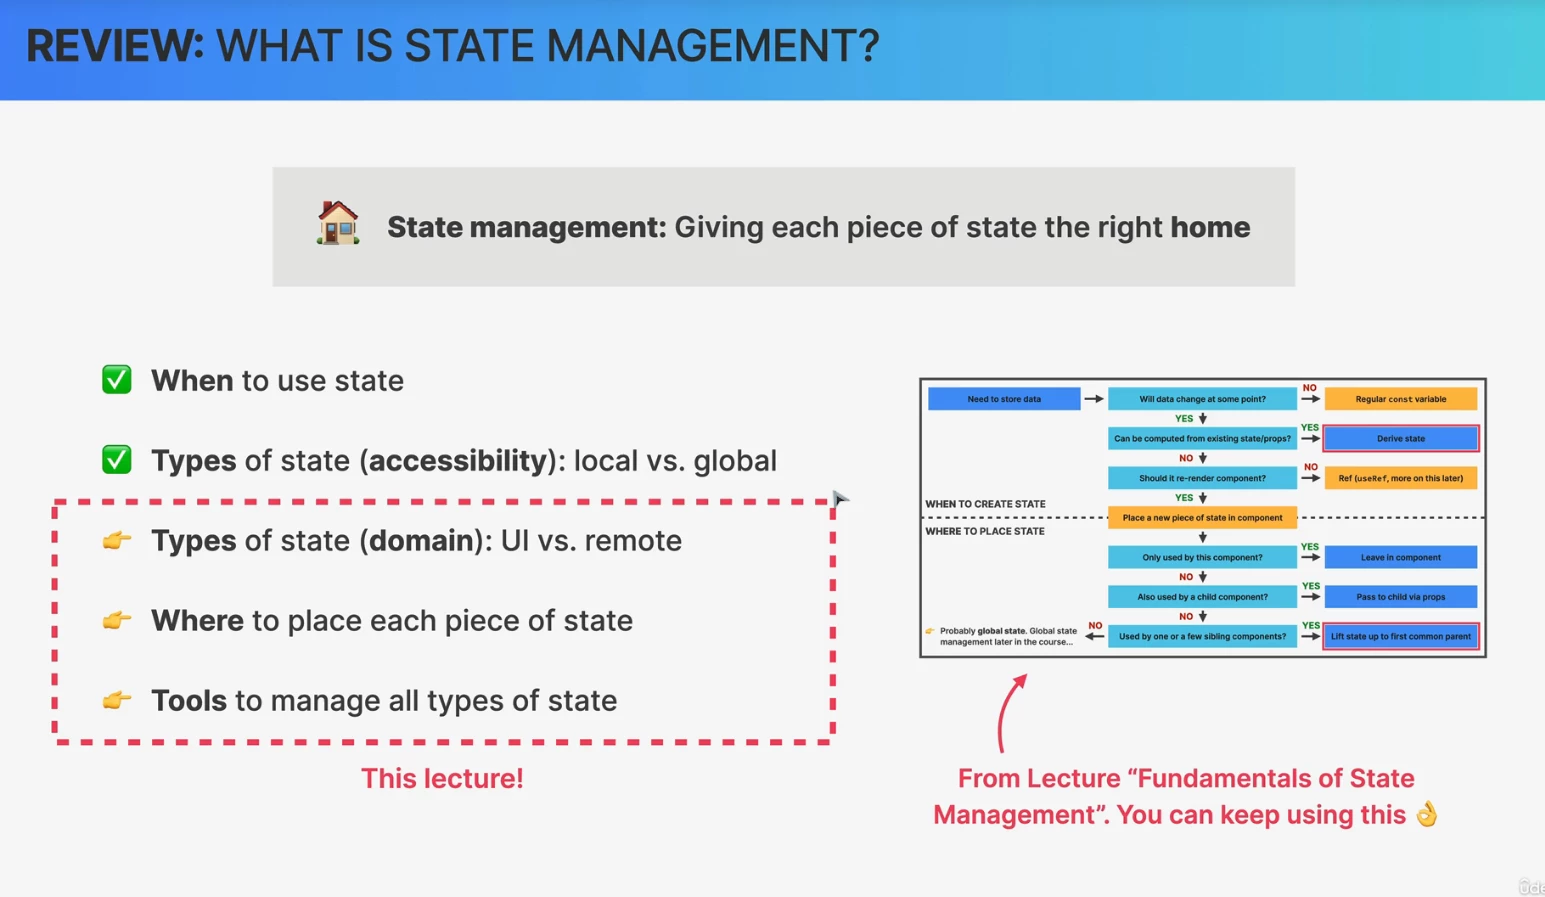 REVIEW: WHAT IS STATE MANAGEMENT?
State management: Giving each piece of state the right home
When to use state
Types of state (accessibility): local vs. global
Types of state (domain): UI vs. remote
Where to place each piece of state
Tools to manage all types of state
This lecture!
Need to store data
Will data change at some point?
NO
Regular const variable
YES
Can be computed from existing state/props?
YES
Derive state
NO
Should it re-render component?
NO
Ref (useRef, more on this later)
YES
WHEN TO CREATE STATE
Place a new piece of state in component
WHERE TO PLACE STATE
Only used by this component?
YES
Leave in component
NO
Also used by a child component?
YES
Pass to child via props
NO
Used by one or a few sibling components?
YES
Lift state up to first common parent
NO
Probably global state. Global state
management later in the course...
From Lecture “Fundamentals of State
Management”. You can keep using this